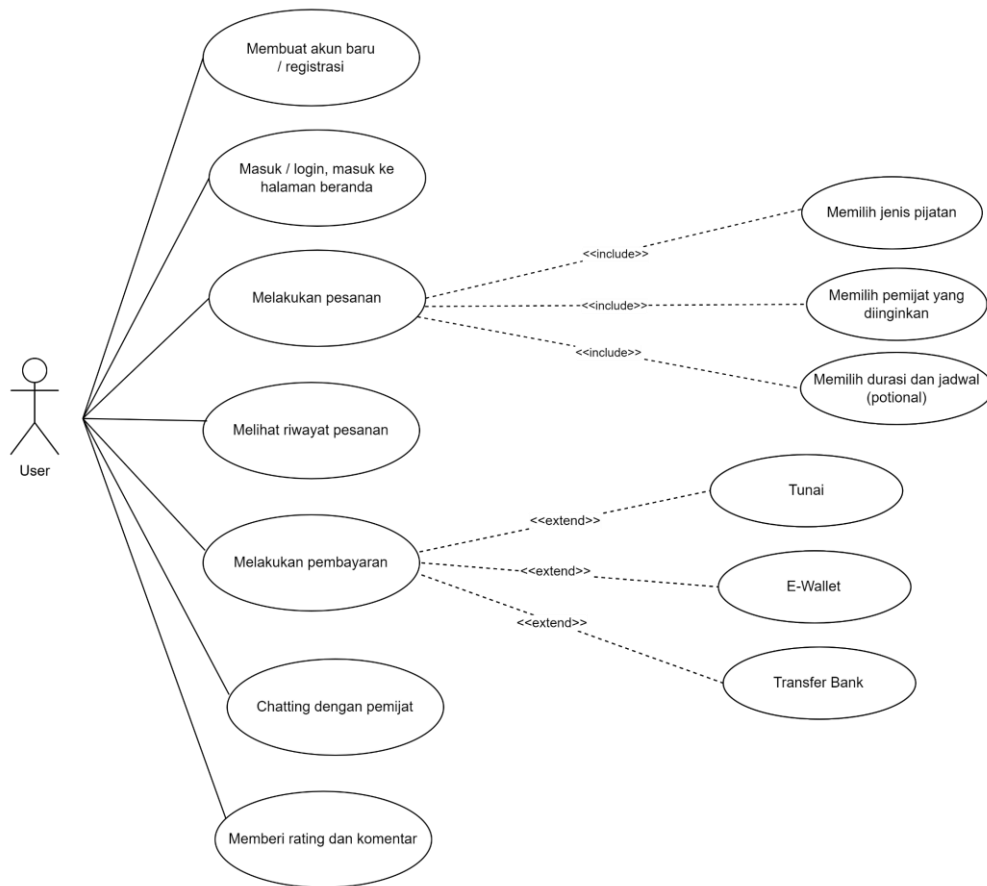 Membuat akun baru
/ registrasi
Masuk / login, masuk ke
halaman beranda
Melakukan pesanan
<<include>>
Memilih jenis pijatan
<<include>>
Memilih pemijat yang
diinginkan
<<include>>
Memilih durasi dan jadwal
(potional)
User
Melihat riwayat pesanan
Melakukan pembayaran
<<extend>>
Tunai
<<extend>>
E-Wallet
<<extend>>
Transfer Bank
Chatting dengan pemijat
Memberi rating dan komentar